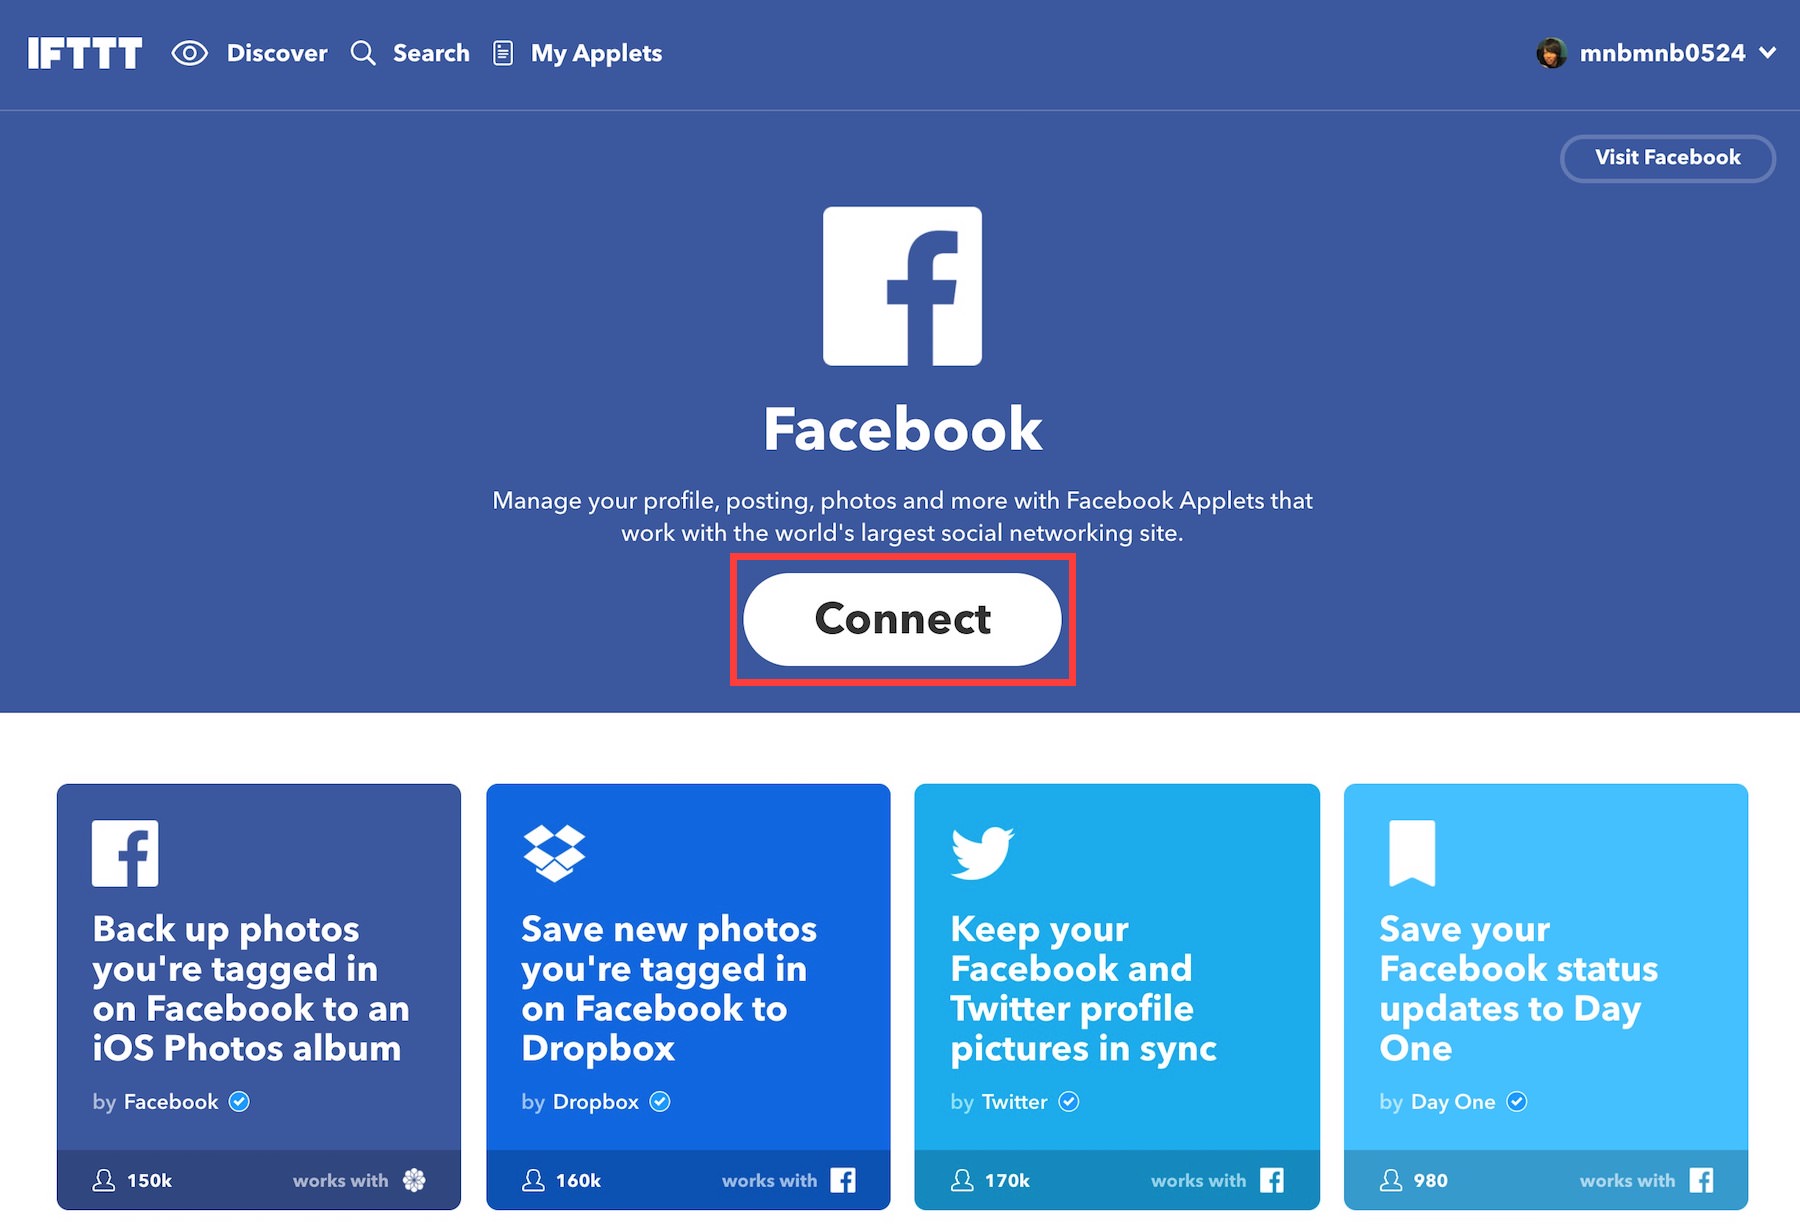 IFTTT Discover Search My Applets mnbmnb0524
Visit Facebook
Facebook
Manage your profile, posting, photos and more with Facebook Applets that
work with the world's largest social networking site.
Connect
Back up photos
you're tagged in
on Facebook to an
iOS Photos album
by Facebook
150k works with
Save new photos
you're tagged in
on Facebook to
Dropbox
by Dropbox
160k works with
Keep your
Facebook and
Twitter profile
pictures in sync
by Twitter
170k works with
Save your
Facebook status
updates to Day
One
by Day One
980 works with